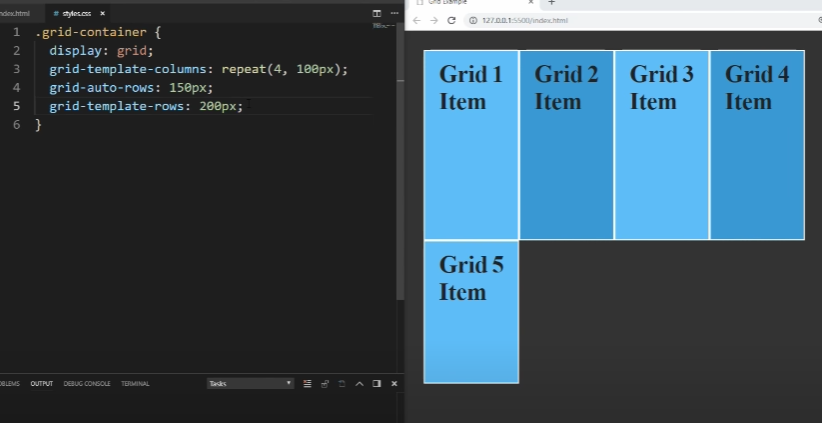 ndex.html
# styles.css ×
1 .grid-container {
2 display: grid;
3 grid-template-columns: repeat(4, 100px);
4 grid-auto-rows: 150px;
5 grid-template-rows: 200px;
6 }
OBLEMS OUTPUT DEBUG CONSOLE TERMINAL Tasks
Grid Example
127.0.0.1:5500/index.html
Grid 1
Item
Grid 2
Item
Grid 3
Item
Grid 4
Item
Grid 5
Item